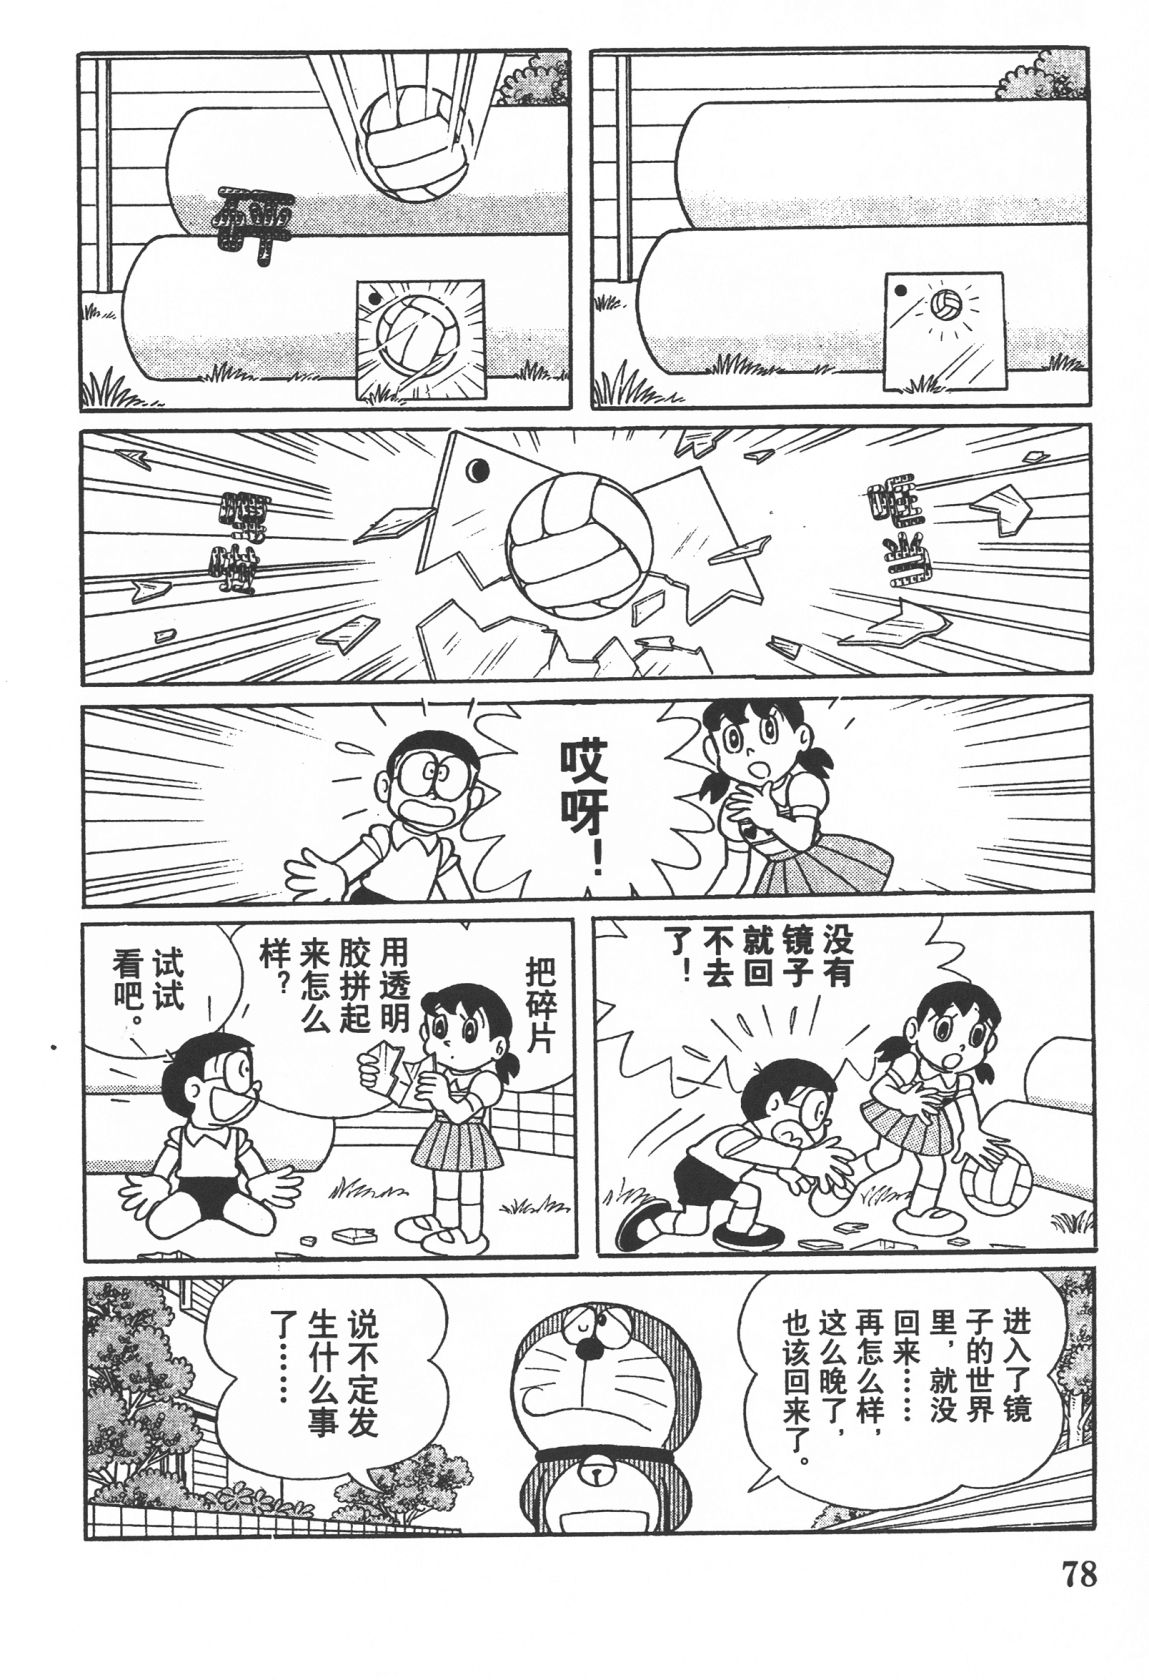 砰
哐当
哎呀！
没有
镜子
就回
不去
了！
把碎片
用透明
胶拼起
来怎么
样？
试试
看吧。
进入了镜
子的世界
里，就没
回来……
再怎么样，
这么晚了，
也该回来了。
说不定发
生什么事
了……
78